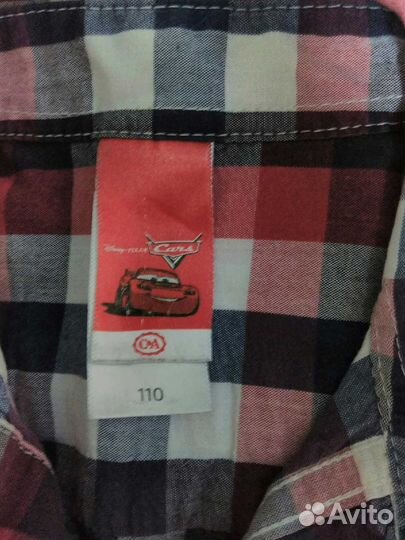 Disney·PIXAR
Cars
C&A
110
Avito